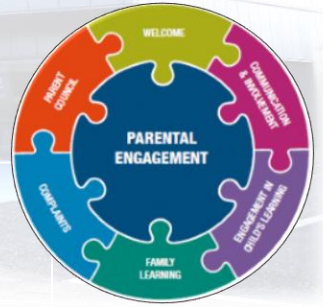 WELCOME
COMMUNICATION
& INVOLVEMENT
ENGAGEMENT IN
CHILD'S LEARNING
FAMILY
LEARNING
COMPLAINTS
PARENT
COUNCIL
PARENTAL
ENGAGEMENT